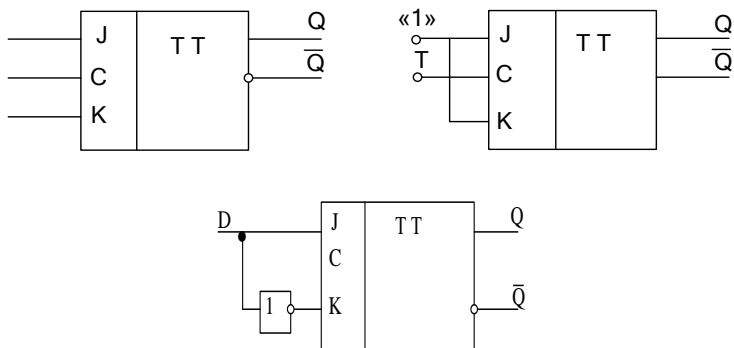 J T T Q
C Q̅
K
«1» J T T Q
T C Q̅
K
D J T T Q
C
1 K Q̅